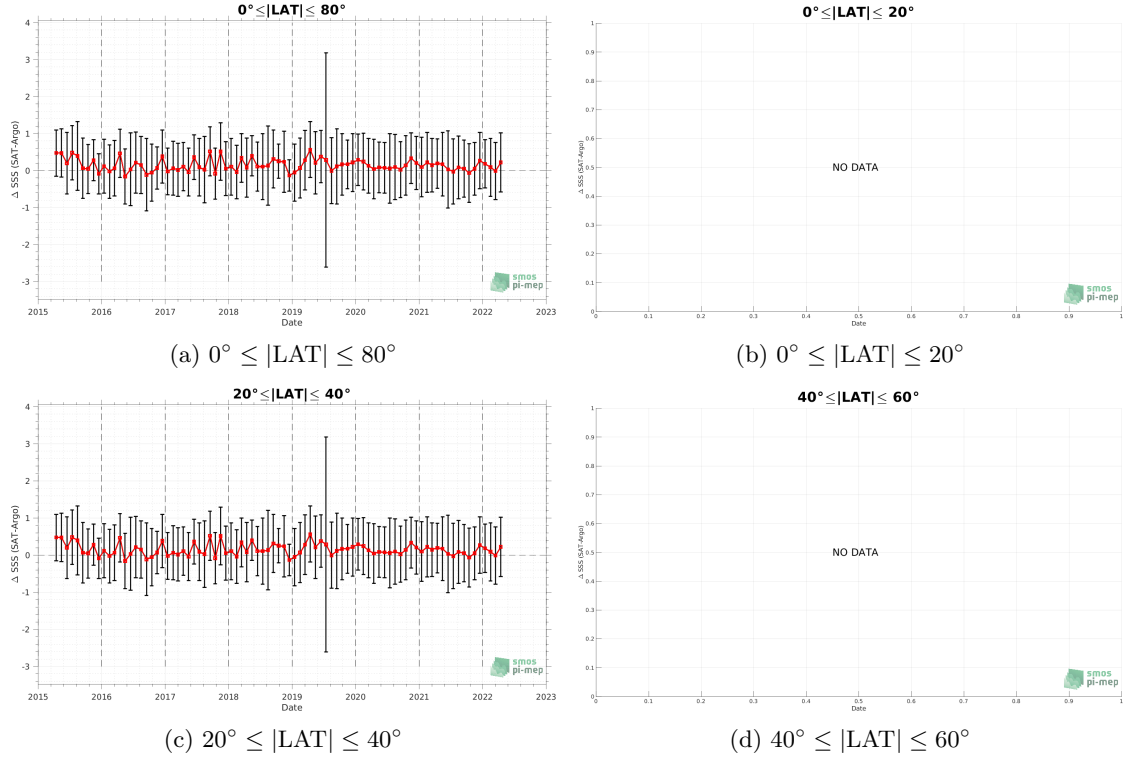 0°≤|LAT|≤ 80°
4
3
2
1
0
-1
-2
-3
Δ SSS (SAT-Argo)
2015 2016 2017 2018 2019 2020 2021 2022 2023
Date
smos
pi-mep
(a) 0° ≤ |LAT| ≤ 80°
0°≤|LAT|≤ 20°
1
0.9
0.8
0.7
0.6
0.5
0.4
0.3
0.2
0.1
0
Δ SSS (SAT-Argo)
NO DATA
0 0.1 0.2 0.3 0.4 0.5 0.6 0.7 0.8 0.9 1
Date
smos
pi-mep
(b) 0° ≤ |LAT| ≤ 20°
20°≤|LAT|≤ 40°
4
3
2
1
0
-1
-2
-3
Δ SSS (SAT-Argo)
2015 2016 2017 2018 2019 2020 2021 2022 2023
Date
smos
pi-mep
(c) 20° ≤ |LAT| ≤ 40°
40°≤|LAT|≤ 60°
1
0.9
0.8
0.7
0.6
0.5
0.4
0.3
0.2
0.1
0
Δ SSS (SAT-Argo)
NO DATA
0 0.1 0.2 0.3 0.4 0.5 0.6 0.7 0.8 0.9 1
Date
smos
pi-mep
(d) 40° ≤ |LAT| ≤ 60°